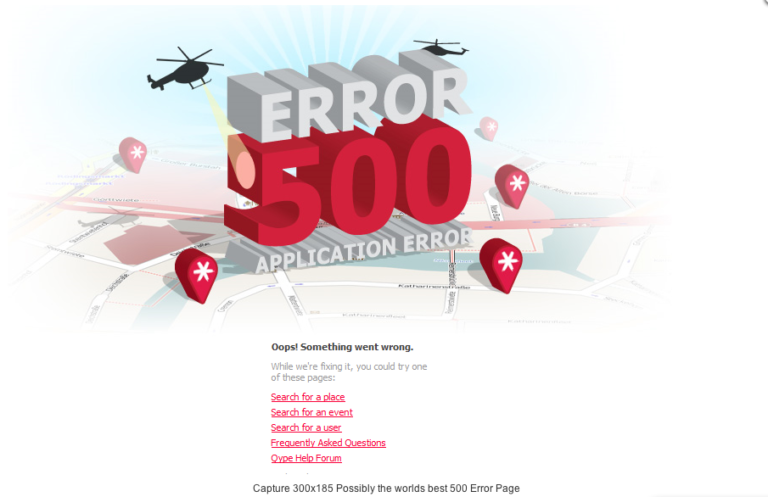 ERROR
500
APPLICATION ERROR
Oops! Something went wrong.
While we're fixing it, you could try one
of these pages:
Search for a place
Search for an event
Search for a user
Frequently Asked Questions
Qype Help Forum
Capture 300x185 Possibly the worlds best 500 Error Page